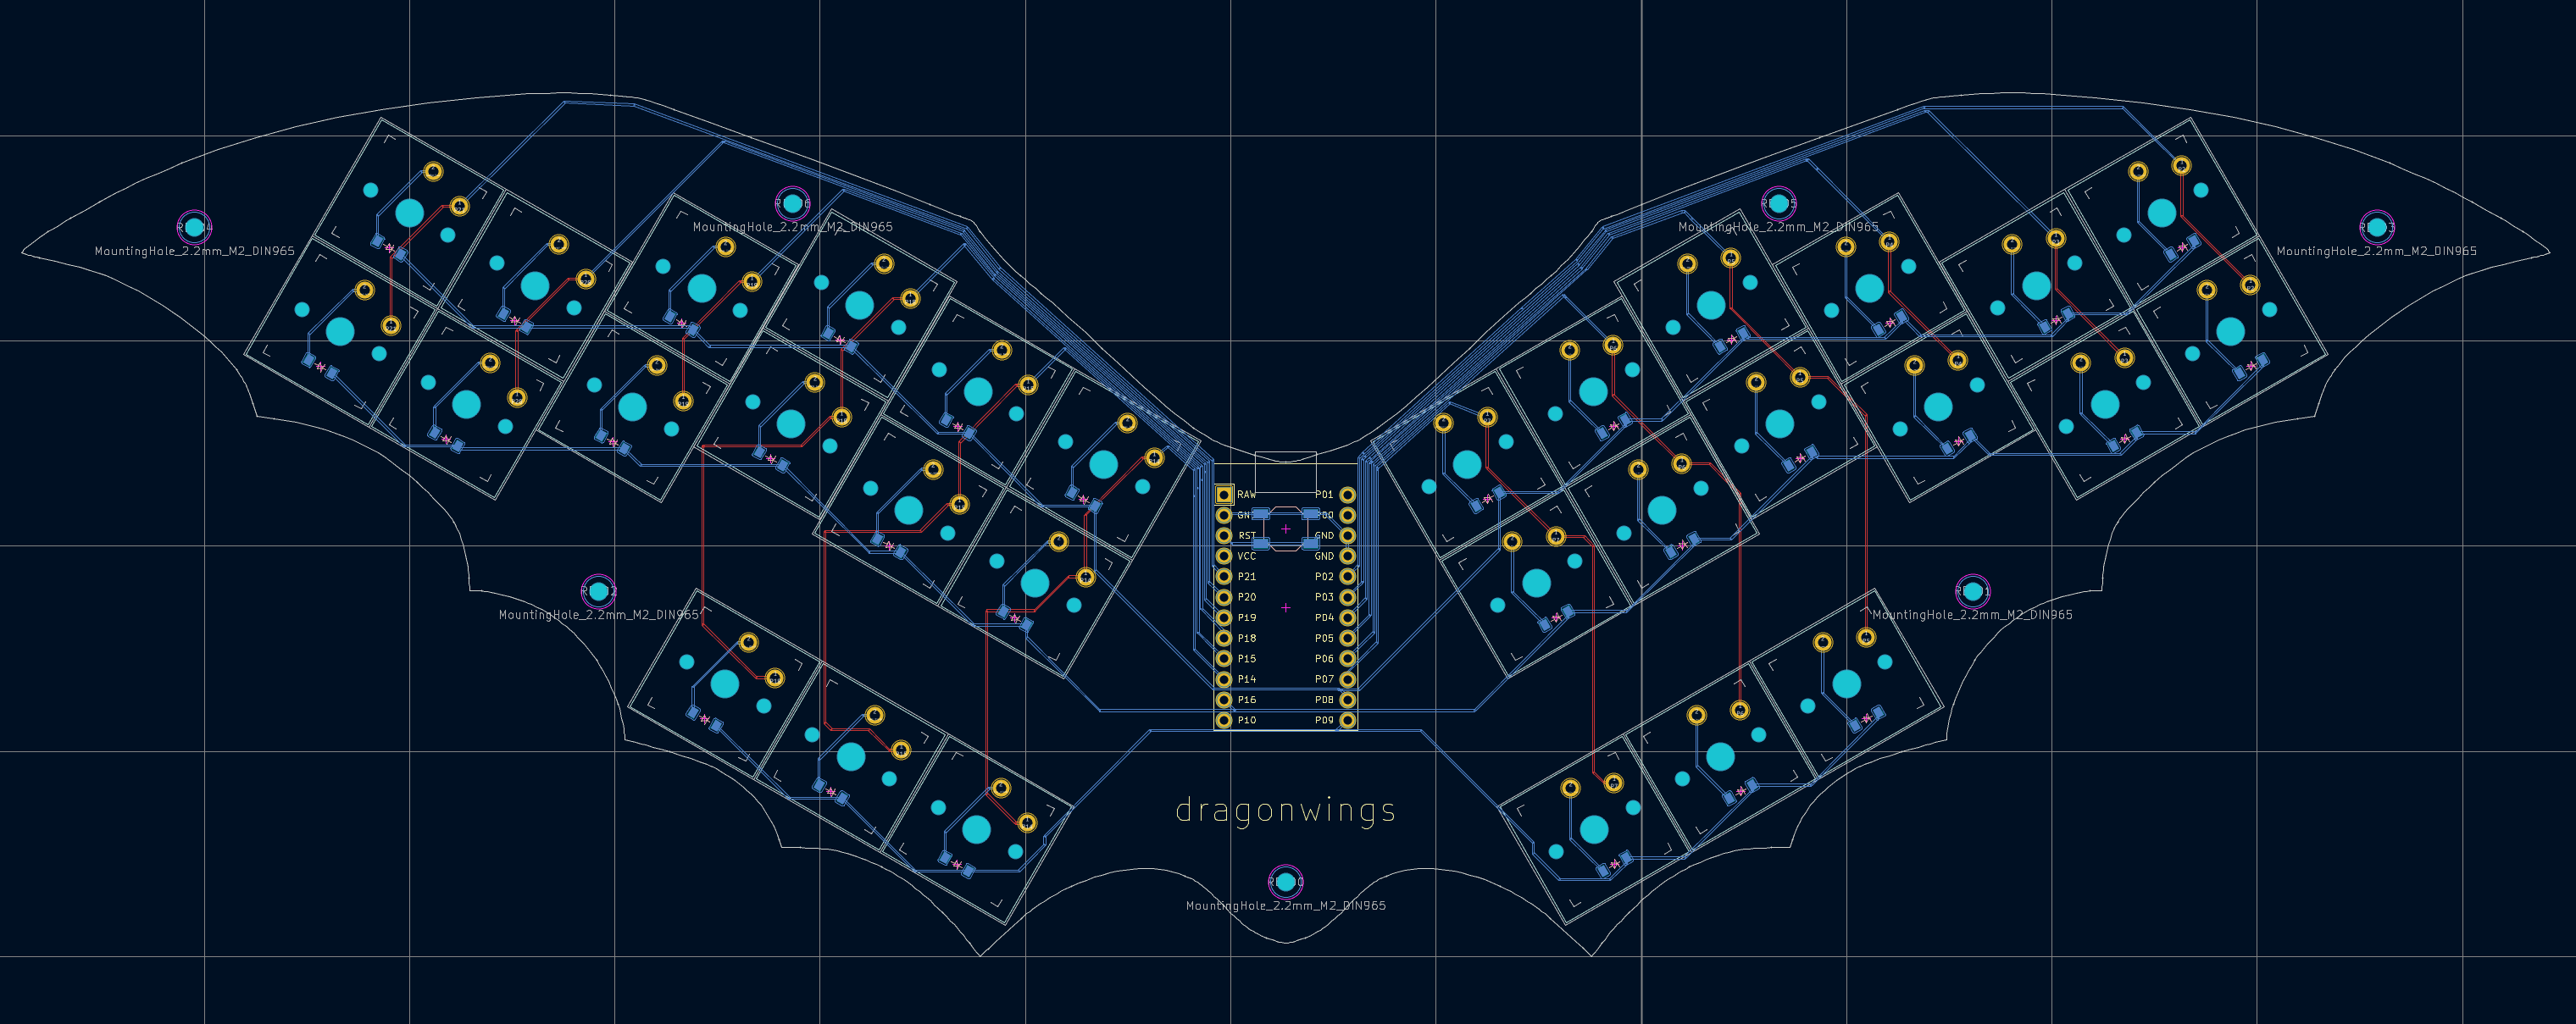 MountingHole_2.2mm_M2_DIN965
MountingHole_2.2mm_M2_DIN965
MountingHole_2.2mm_M2_DIN965
MountingHole_2.2mm_M2_DIN965
RAW P01
GND
RST GND
VCC GND
P21 P02
P20 P03
P19 P04
P18 P05
P15 P06
P14 P07
P16 P08
P10 P09
MountingHole_2.2mm_M2_DIN965
MountingHole_2.2mm_M2_DIN965
dragonwings
MountingHole_2.2mm_M2_DIN965